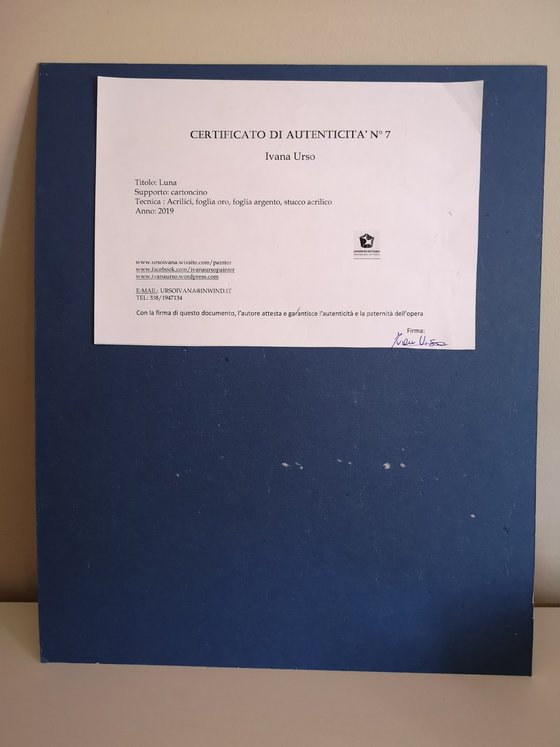 CERTIFICATO DI AUTENTICITA' N° 7
Ivana Urso
Titolo: Luna
Supporto: cartoncino
Tecnica : Acrilici, foglia oro, foglia argento, stucco acrilico
Anno: 2019
www.ursoivana.wixsite.com/painter
www.facebook.com/ivanaursopainter
www.ivanaurso.wordpress.com
E-MAIL: URSOIVANA@INWIND.IT
TEL: 338/1947134
Con la firma di questo documento, l'autore attesta e garantisce l'autenticità e la paternità dell'opera
Firma:
Ivana Urso